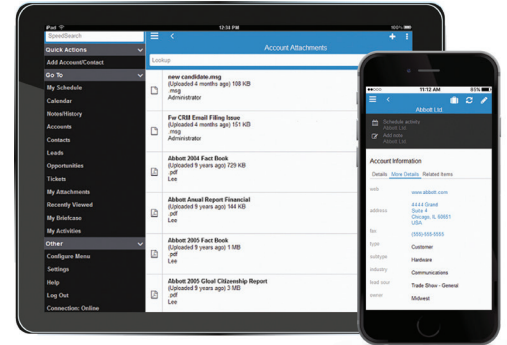 iPad
12:34 PM
100%
SpeedSearch
Quick Actions
Add Account/Contact
Go To
My Schedule
Calendar
Notes/History
Accounts
Contacts
Leads
Opportunities
Tickets
My Attachments
Recently Viewed
My Briefcase
My Activities
Other
Configure Menu
Settings
Help
Log Out
Connection: Online
Account Attachments
Lookup
new candidate.msg
(Uploaded 4 months ago) 108 KB
.msg
Administrator
Fw CRM Email Filing Issue
(Uploaded 4 months ago) 151 KB
.msg
Administrator
Abbott 2004 Fact Book
(Uploaded 9 years ago) 729 KB
.pdf
Lee
Abbott Anual Report Financial
(Uploaded 9 years ago) 144 KB
.pdf
Lee
Abbott 2005 Fact Book
(Uploaded 9 years ago) 1 MB
.pdf
Lee
Abbott 2005 Gloal Citizenship Report
(Uploaded 9 years ago) 3 MB
.pdf
Lee
11:12 AM
85%
Abbott Ltd.
Schedule activity
Abbott Ltd.
Add note
Abbott Ltd.
Account Information
Details More Details Related Items
web www.abbott.com
address 4444 Grand
Suite 4
Chicago, IL 60601
USA
fax (555)-555-5555
type Customer
subtype Hardware
industry Communications
lead sour Trade Show - General
owner Midwest